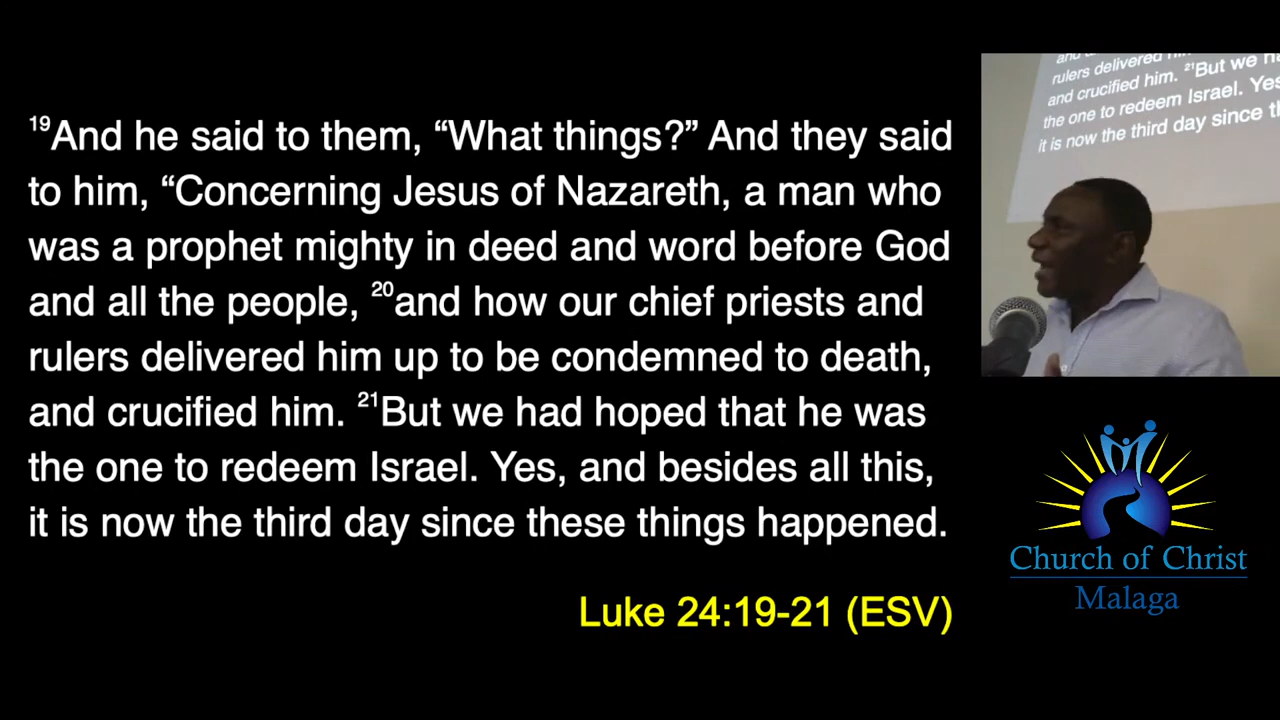 19And he said to them, “What things?” And they said
to him, “Concerning Jesus of Nazareth, a man who
was a prophet mighty in deed and word before God
and all the people, 20and how our chief priests and
rulers delivered him up to be condemned to death,
and crucified him. 21But we had hoped that he was
the one to redeem Israel. Yes, and besides all this,
it is now the third day since these things happened.
Luke 24:19-21 (ESV)
rulers delivered
and crucified him. 21But we
the one to redeem Israel. Yes
it is now the third day since
Church of Christ
Malaga